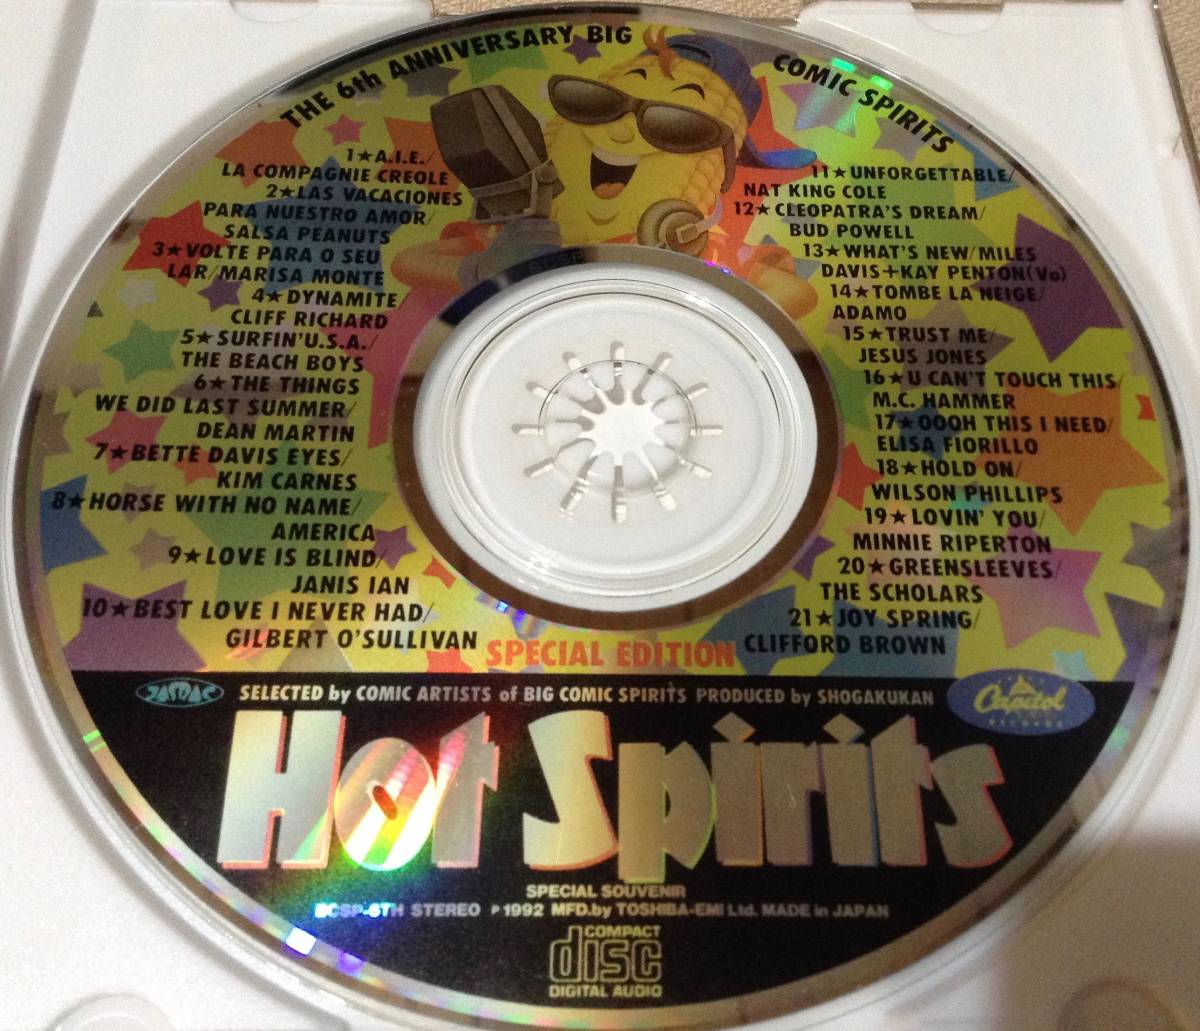 THE 6th ANNIVERSARY BIG COMIC SPIRITS
1★A.I.E./
LA COMPAGNIE CREOLE
2★LAS VACACIONES
PARA NUESTRO AMOR/
SALSA PEANUTS
3★VOLTE PARA O SEU
LAR/MARISA MONTE
4★DYNAMITE/
CLIFF RICHARD
5★SURFIN'U.S.A./
THE BEACH BOYS
6★THE THINGS
WE DID LAST SUMMER/
DEAN MARTIN
7★BETTE DAVIS EYES/
KIM CARNES
8★HORSE WITH NO NAME/
AMERICA
9★LOVE IS BLIND/
JANIS IAN
10★BEST LOVE I NEVER HAD/
GILBERT O'SULLIVAN
11★UNFORGETTABLE/
NAT KING COLE
12★CLEOPATRA'S DREAM/
BUD POWELL
13★WHAT'S NEW/MILES
DAVIS+KAY PENTON(Vo)
14★TOMBE LA NEIGE/
ADAMO
15★TRUST ME/
JESUS JONES
16★U CAN'T TOUCH THIS/
M.C. HAMMER
17★OOOH THIS I NEED/
ELISA FIORILLO
18★HOLD ON/
WILSON PHILLIPS
19★LOVIN' YOU/
MINNIE RIPERTON
20★GREENSLEEVES/
THE SCHOLARS
21★JOY SPRING/
CLIFFORD BROWN
SPECIAL EDITION
JASRAC
SELECTED by COMIC ARTISTS of BIG COMIC SPIRITS PRODUCED by SHOGAKUKAN
Capitol
RECORDS
Hot Spirits
SPECIAL SOUVENIR
BCSP-6TH STEREO ℗1992 MFD.by TOSHIBA-EMI Ltd. MADE in JAPAN
COMPACT
disc
DIGITAL AUDIO